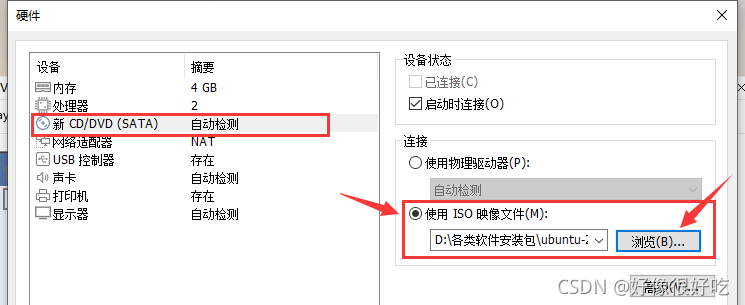 硬件
设备 摘要
内存 4 GB
处理器 2
新 CD/DVD (SATA) 自动检测
网络适配器 NAT
USB 控制器 存在
声卡 自动检测
打印机 存在
显示器 自动检测
设备状态
已连接(C)
启动时连接(O)
连接
使用物理驱动器(P):
自动检测
使用 ISO 映像文件(M):
D:\各类软件安装包\ubuntu-2
浏览(B)...
高级(V)...
CSDN @好像很好吃